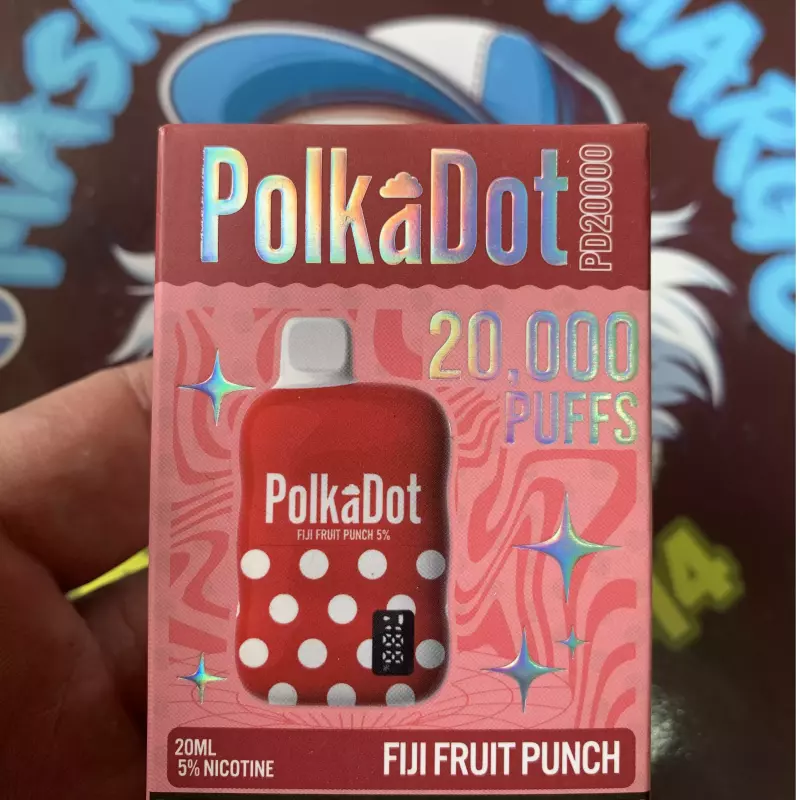 PolkaDot
PD20000
20,000
PUFFS
PolkaDot
FIJI FRUIT PUNCH 5%
20ML
5% NICOTINE
FIJI FRUIT PUNCH